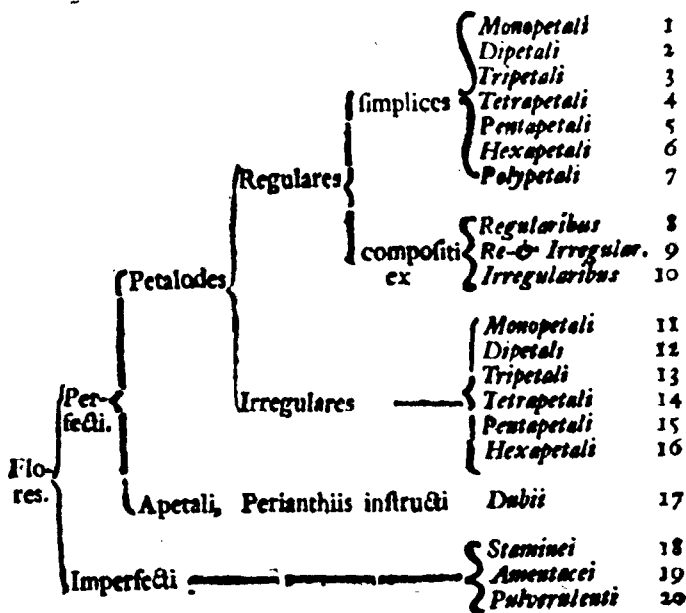 Monopetali 1
Dipetali 2
Tripetali 3
ſimplices Tetrapetali 4
Pentapetali 5
Hexapetali 6
Regulares Polypetali 7
Regularibus 8
compoſiti Re-& Irregular. 9
ex Irregularibus 10
Petalodes
Monopetali 11
Dipetali 12
Tripetali 13
Per- Irregulares Tetrapetali 14
fecti. Pentapetali 15
Hexapetali 16
Flo-
res. Apetali, Perianthiis inſtructi Dubii 17
Staminei 18
Imperfecti Amentacei 19
Pulverulenti 20